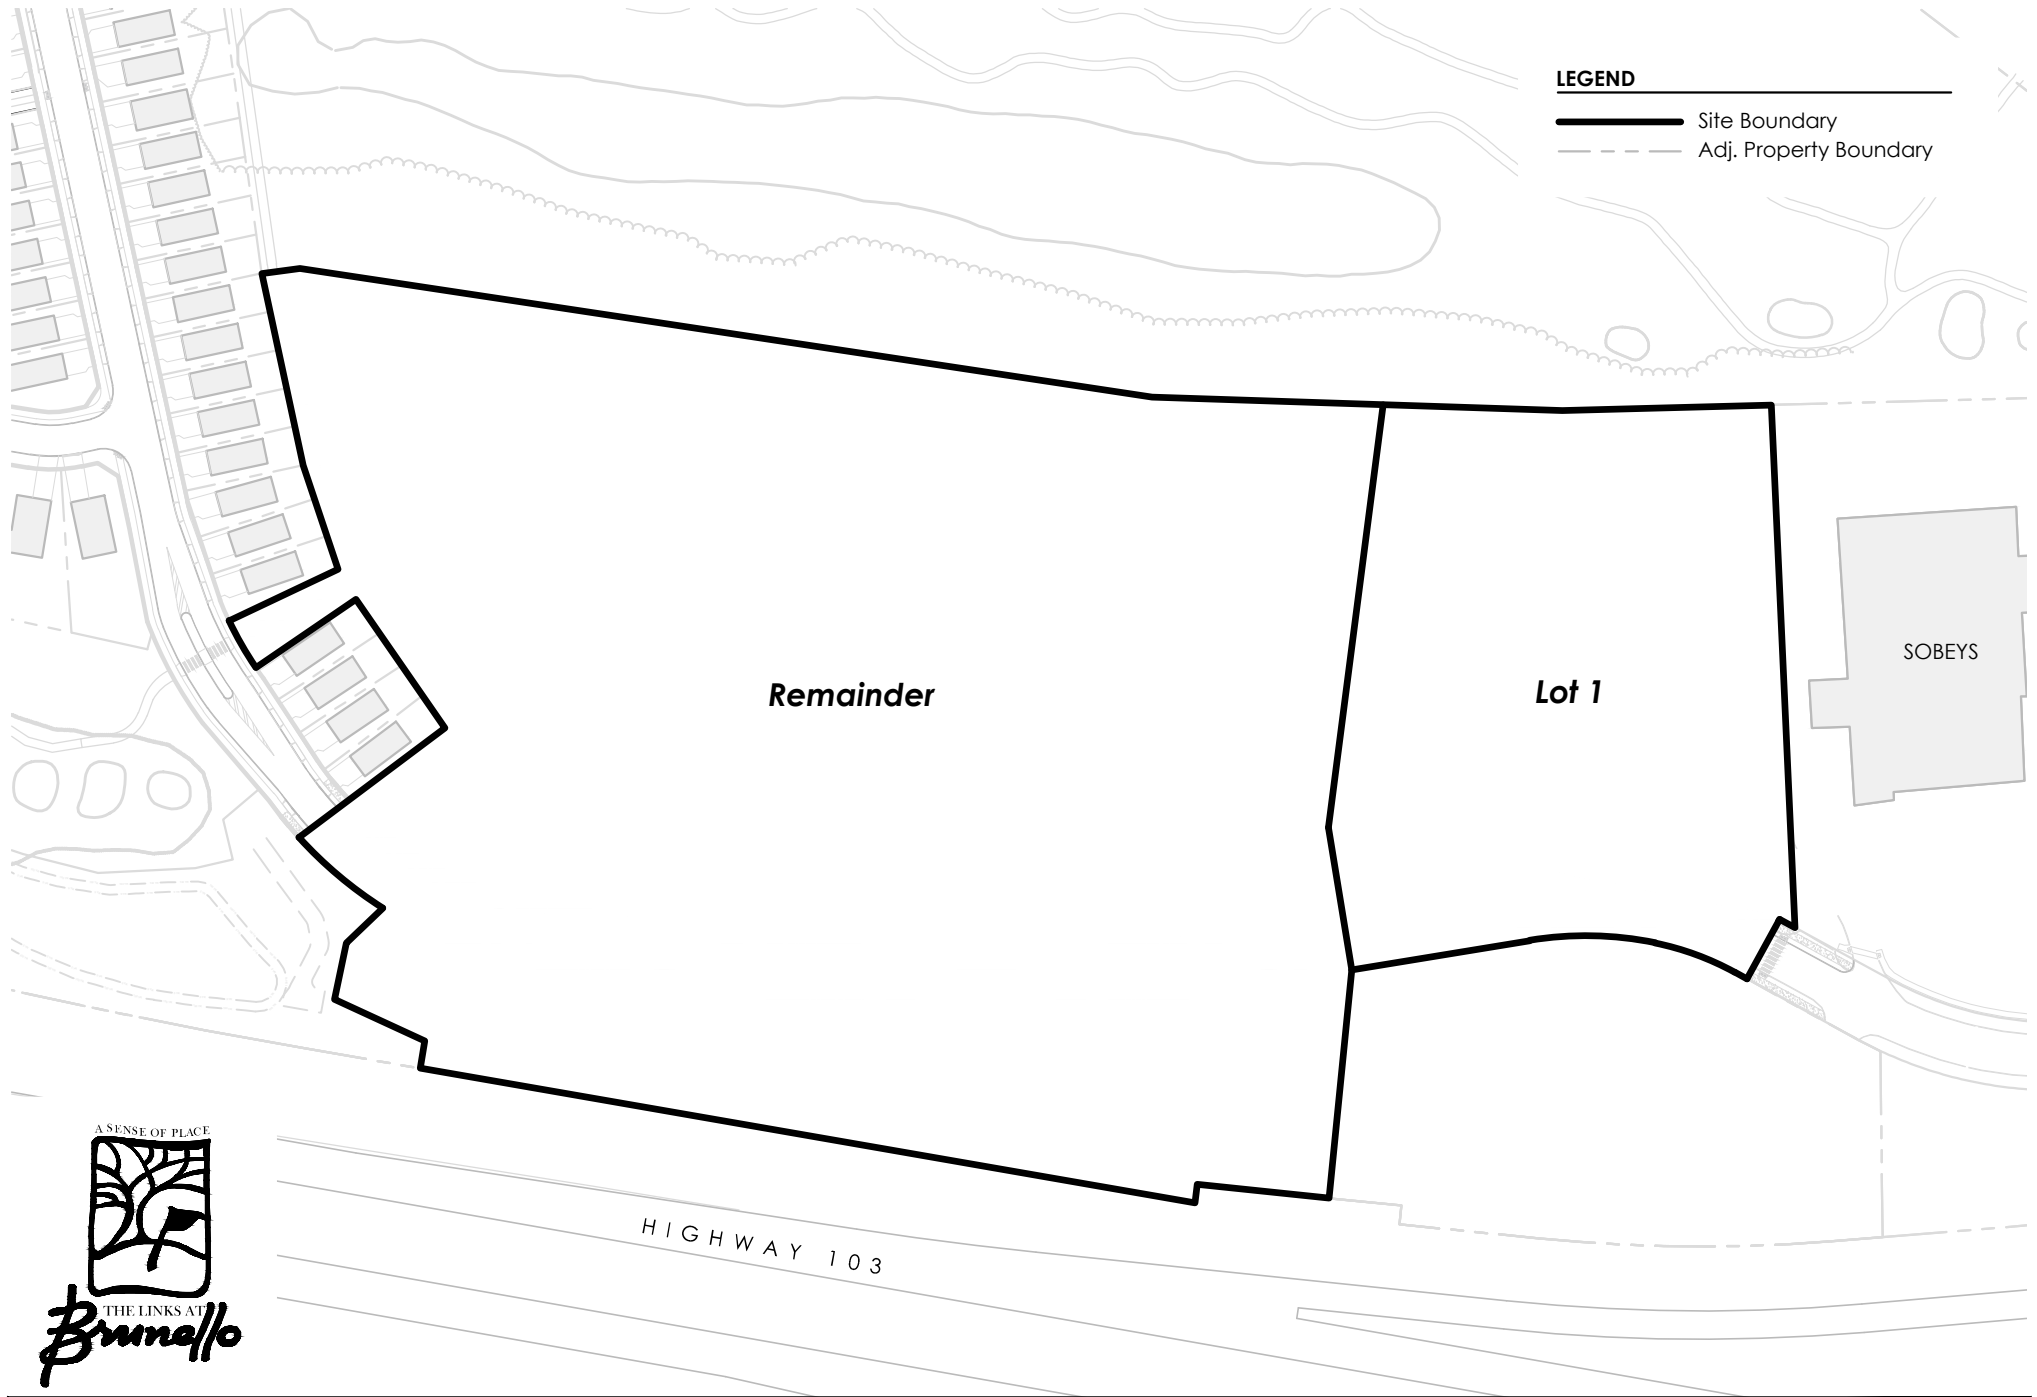 LEGEND
Site Boundary
Adj. Property Boundary
SOBEYS
Remainder
Lot 1
HIGHWAY 103
A SENSE OF PLACE
THE LINKS AT
Brunello